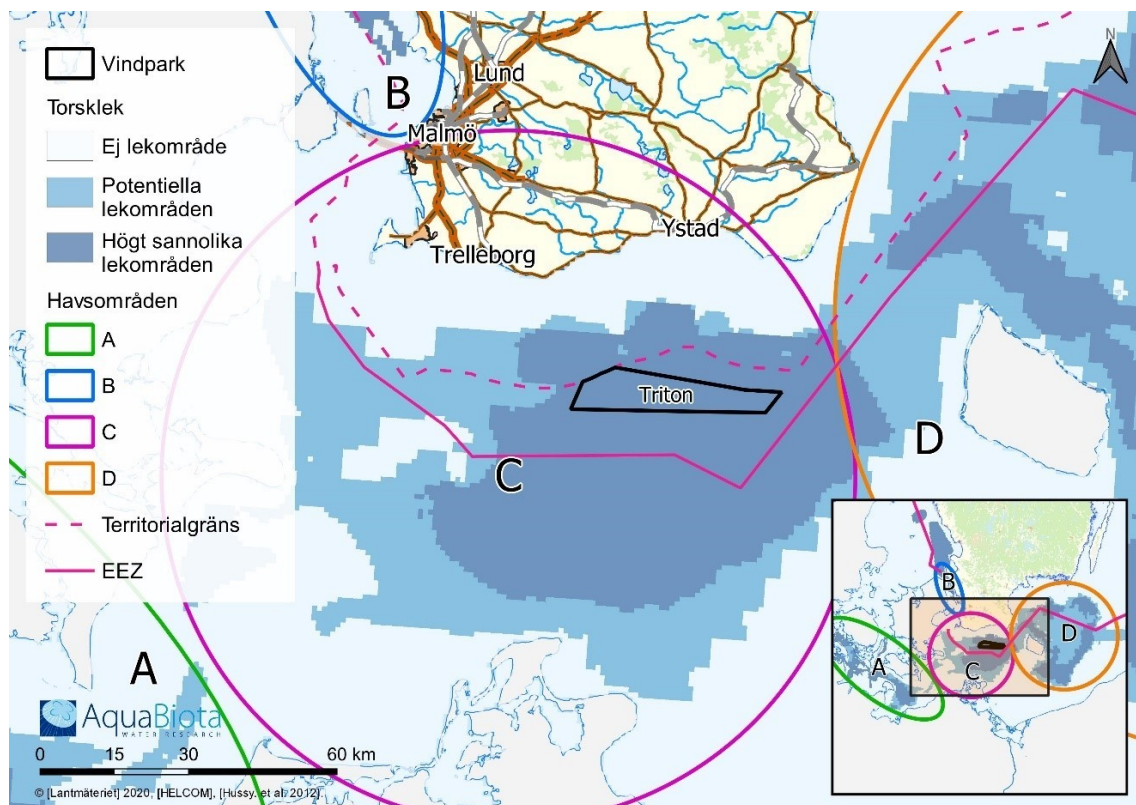 Vindpark
Torsklek
Ej lekområde
Potentiella
lekområden
Högt sannolika
lekområden
Havsområden
A
B
C
D
Territorialgräns
EEZ
B
Lund
Malmö
Trelleborg
Ystad
Triton
C
D
A
N
AquaBiota
WATER RESEARCH
0 15 30 60 km
© [Lantmäteriet] 2020, [HELCOM], [Hussy. et al. 2012].
B
A
C
D